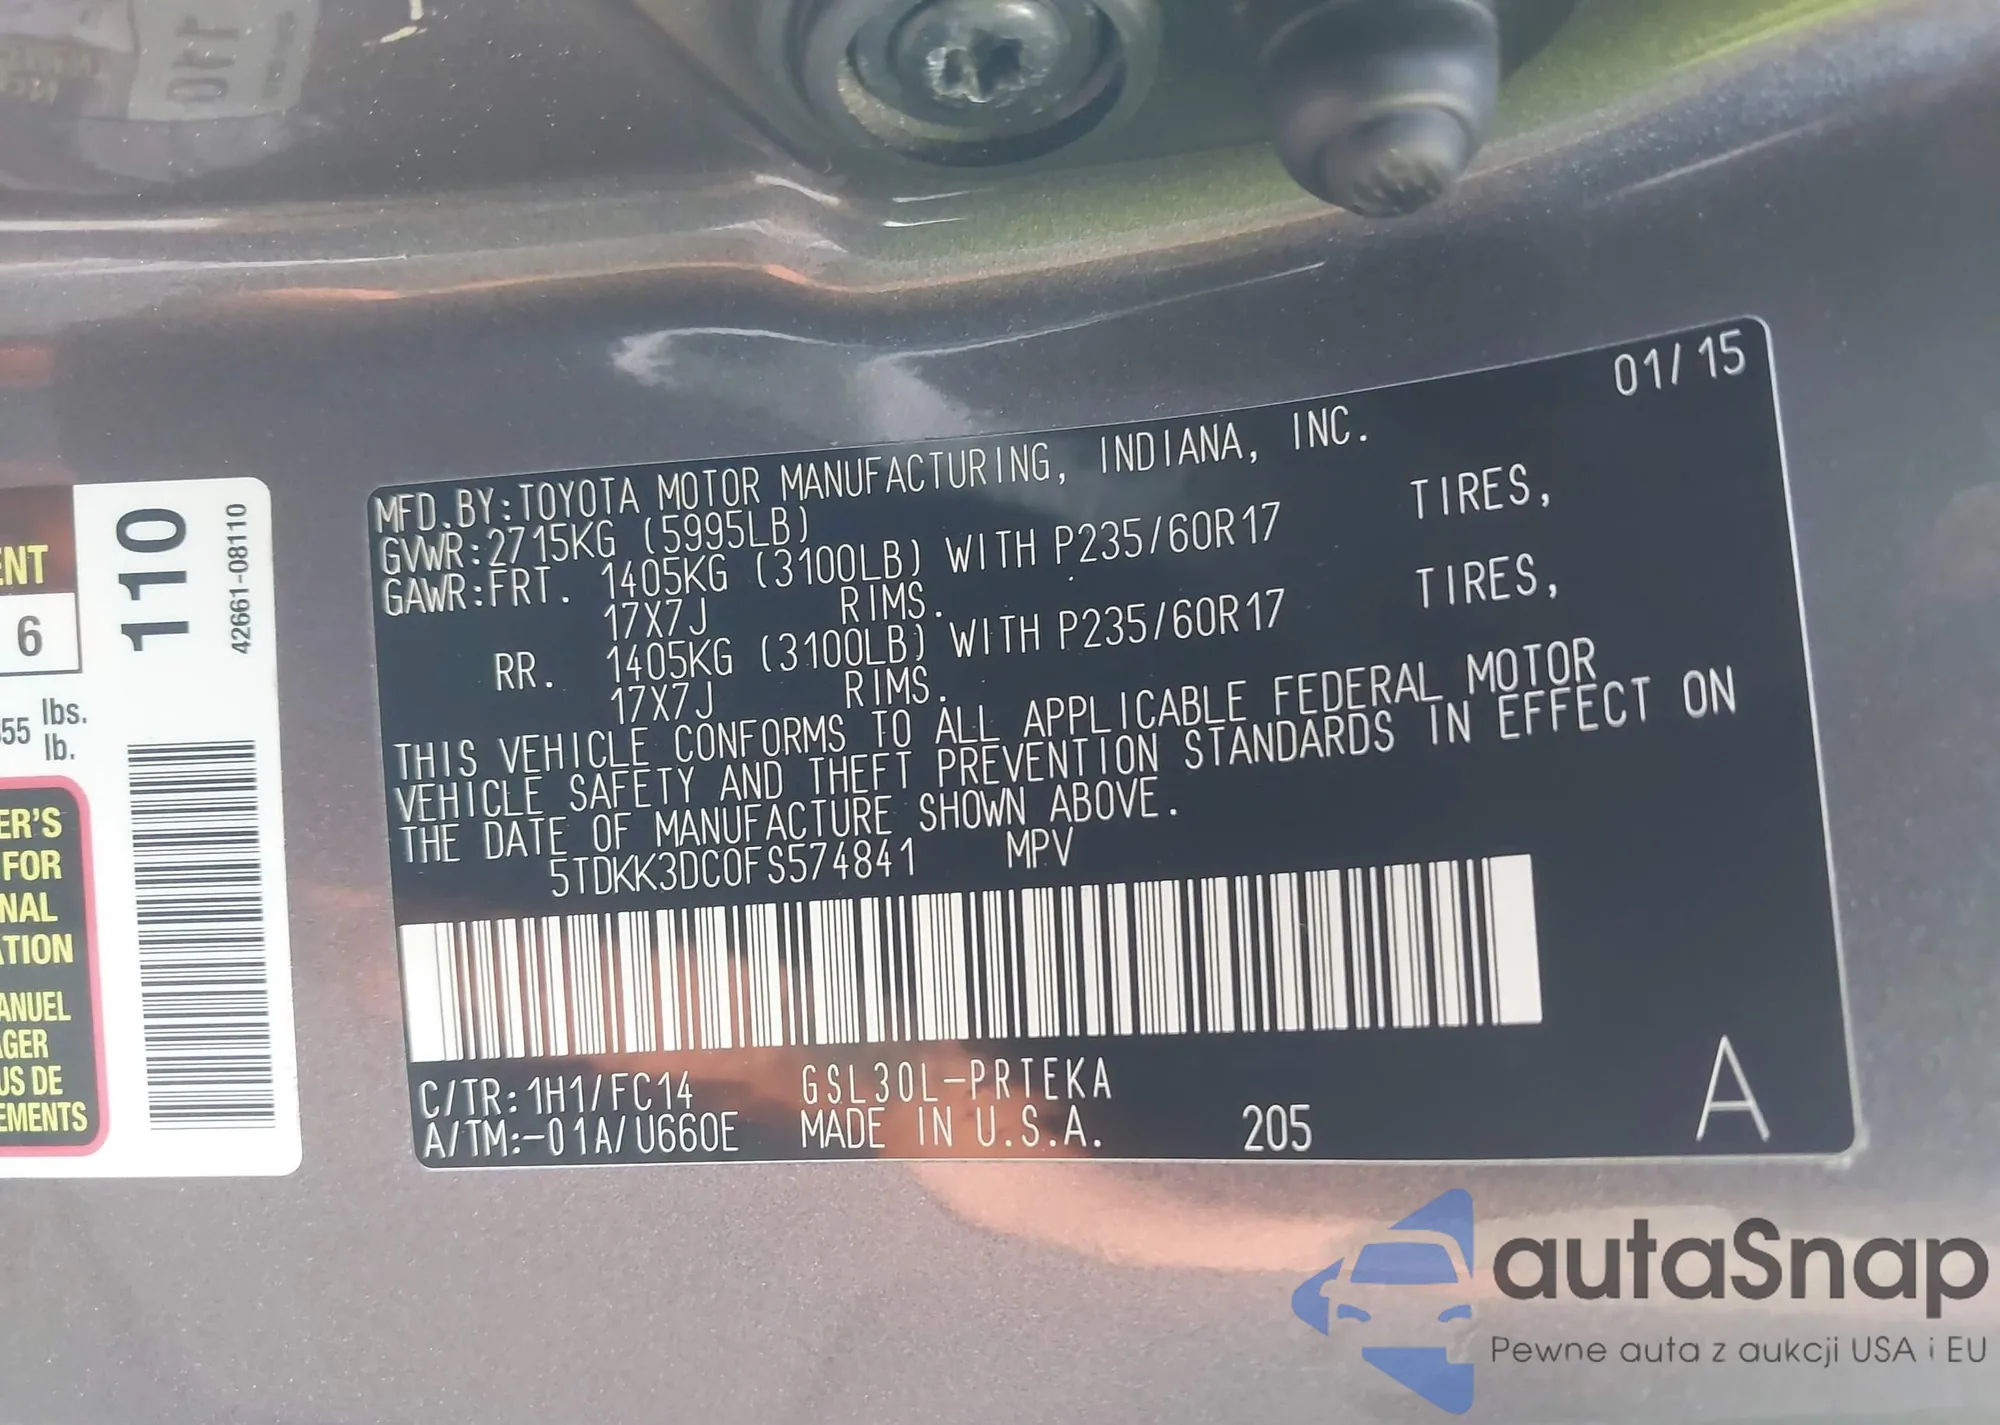 MFD.BY:TOYOTA MOTOR MANUFACTURING, INDIANA, INC. 01/15
GVWR:2715KG (5995LB)
GAWR:FRT. 1405KG (3100LB) WITH P235/60R17 TIRES,
17X7J RIMS.
RR. 1405KG (3100LB) WITH P235/60R17 TIRES,
17X7J RIMS.
THIS VEHICLE CONFORMS TO ALL APPLICABLE FEDERAL MOTOR
VEHICLE SAFETY AND THEFT PREVENTION STANDARDS IN EFFECT ON
THE DATE OF MANUFACTURE SHOWN ABOVE.
5TDKK3DC0FS574841 MPV
C/TR:1H1/FC14 GSL30L-PRTEKA
A/TM:-01A/U660E MADE IN U.S.A. 205 A
110
42661-08110
6
lbs.
lb.
FOR
DE
autaSnap
Pewne auta z aukcji USA i EU